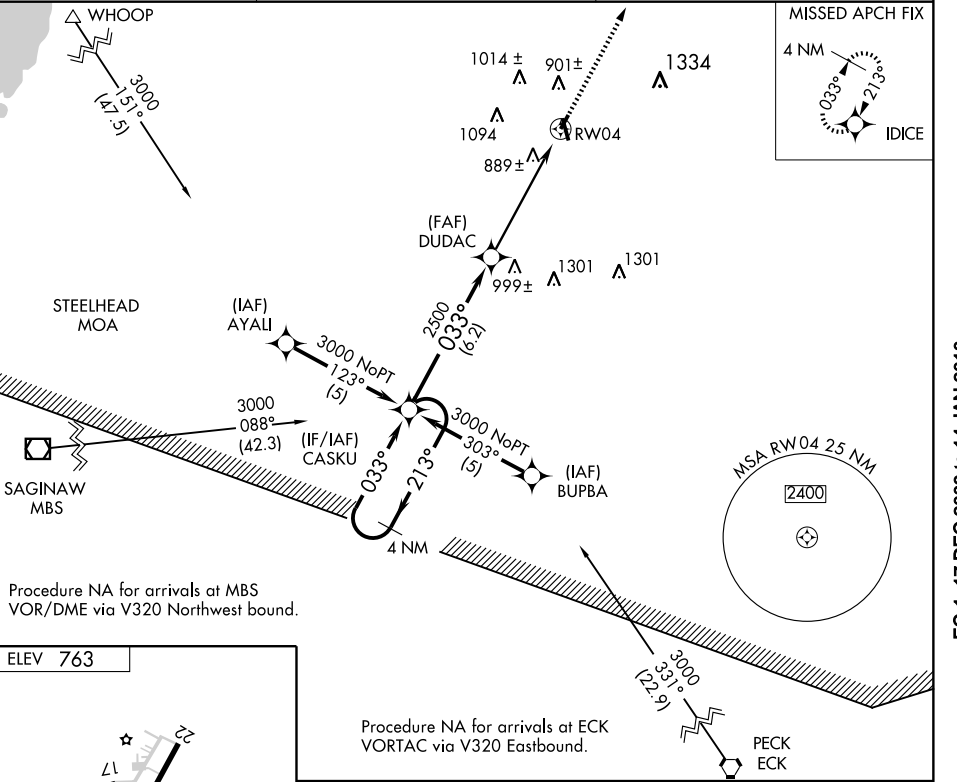 WHOOP
3000
151°
(47.5)
1014 ±
901±
1334
1094
RW04
889±
MISSED APCH FIX
4 NM
033°
213°
IDICE
(FAF)
DUDAC
999±
1301
1301
STEELHEAD
MOA
(IAF)
AYALI
2500
033°
(6.2)
3000 NoPT
123°
(5)
3000
088°
(42.3)
(IF/IAF)
CASKU
3000 NoPT
303°
(5)
033°
213°
(IAF)
BUPBA
4 NM
SAGINAW
MBS
MSA RW04 25 NM
2400
Procedure NA for arrivals at MBS
VOR/DME via V320 Northwest bound.
ELEV 763
22
17
Procedure NA for arrivals at ECK
VORTAC via V320 Eastbound.
3000
331°
(22.9)
PECK
ECK